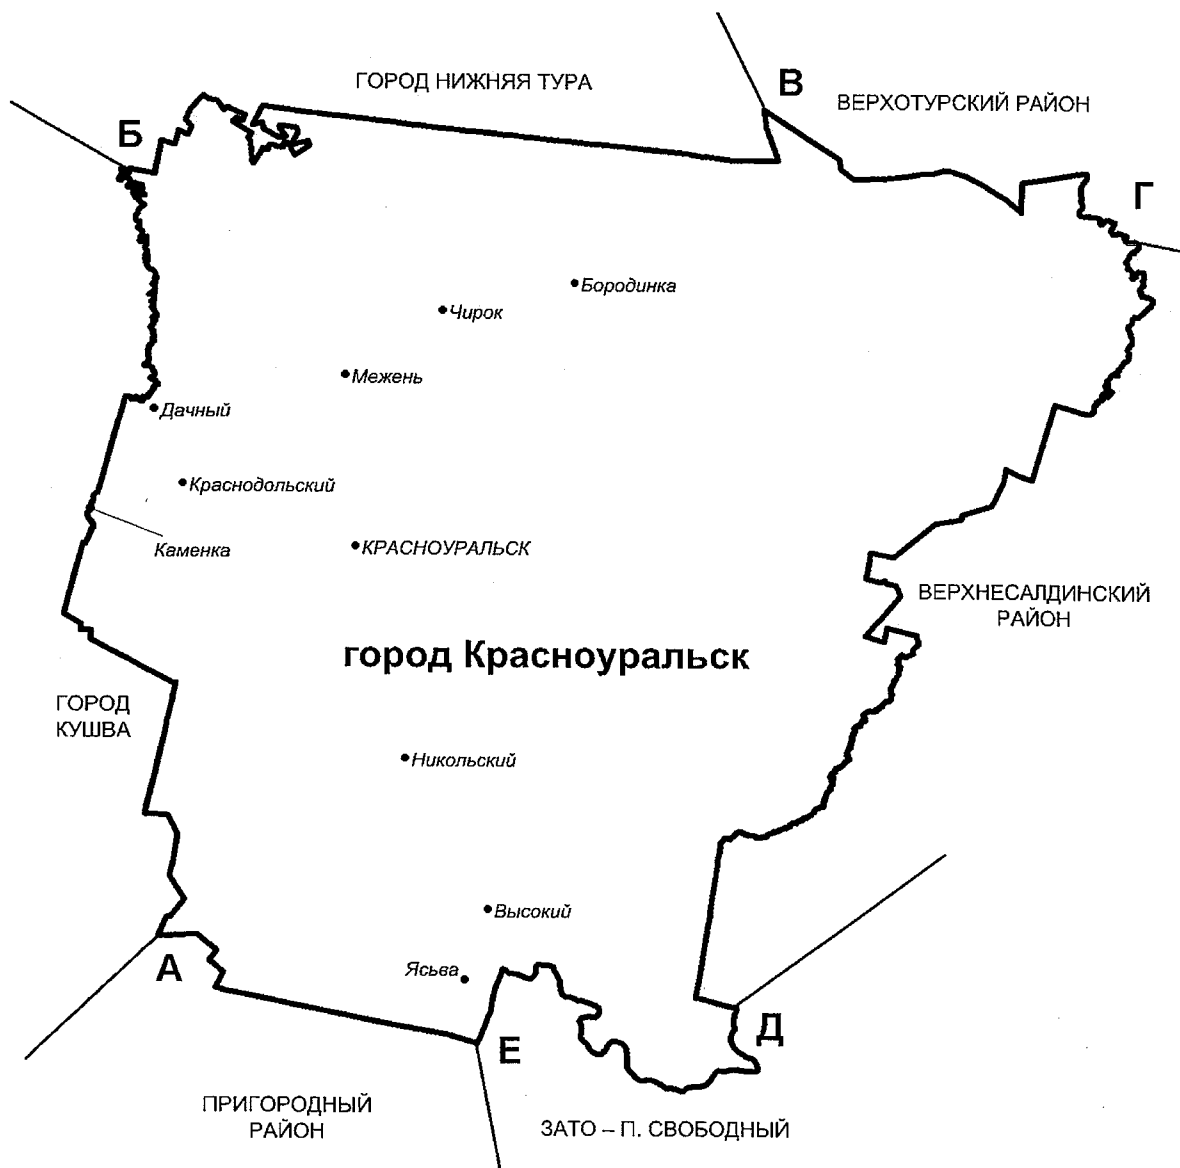 В
ГОРОД НИЖНЯЯ ТУРА
ВЕРХОТУРСКИЙ РАЙОН
Б
Г
Бородинка
Чирок
Межень
Дачный
Краснодольский
Каменка
КРАСНОУРАЛЬСК
ВЕРХНЕСАЛДИНСКИЙ
РАЙОН
город Красноуральск
ГОРОД
КУШВА
Никольский
Высокий
Ясьва
А
Д
Е
ПРИГОРОДНЫЙ
РАЙОН
ЗАТО – П. СВОБОДНЫЙ